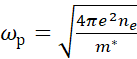 ωₚ = √(4πe²nₑ / m*)